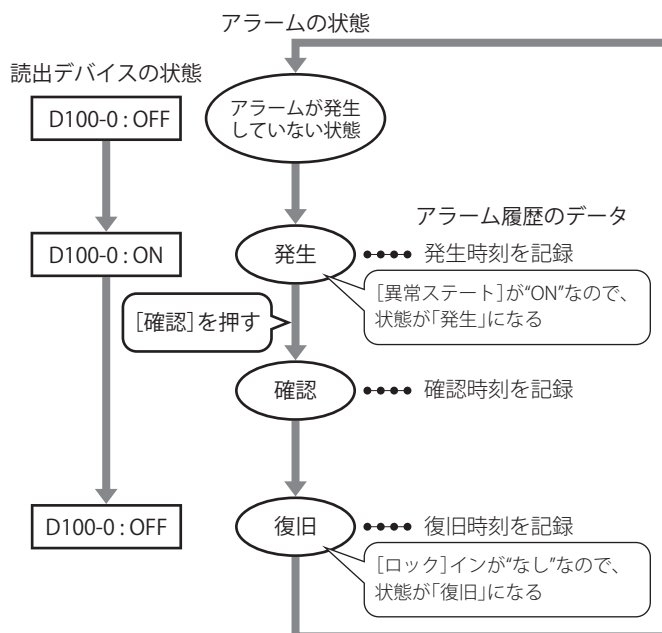 アラームの状態
読出デバイスの状態
D100-0 : OFF
アラームが発生
していない状態
アラーム履歴のデータ
D100-0 : ON
発生
発生時刻を記録
［異常ステート］が“ON”なので、
状態が「発生」になる
［確認］を押す
確認
確認時刻を記録
D100-0 : OFF
復旧
復旧時刻を記録
［ロック］インが“なし”なので、
状態が「復旧」になる